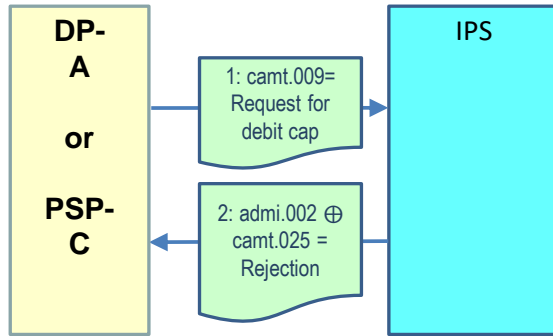 DP-
A
or
PSP-
C
1: camt.009=
Request for
debit cap
2: admi.002 ⊕
camt.025 =
Rejection
IPS